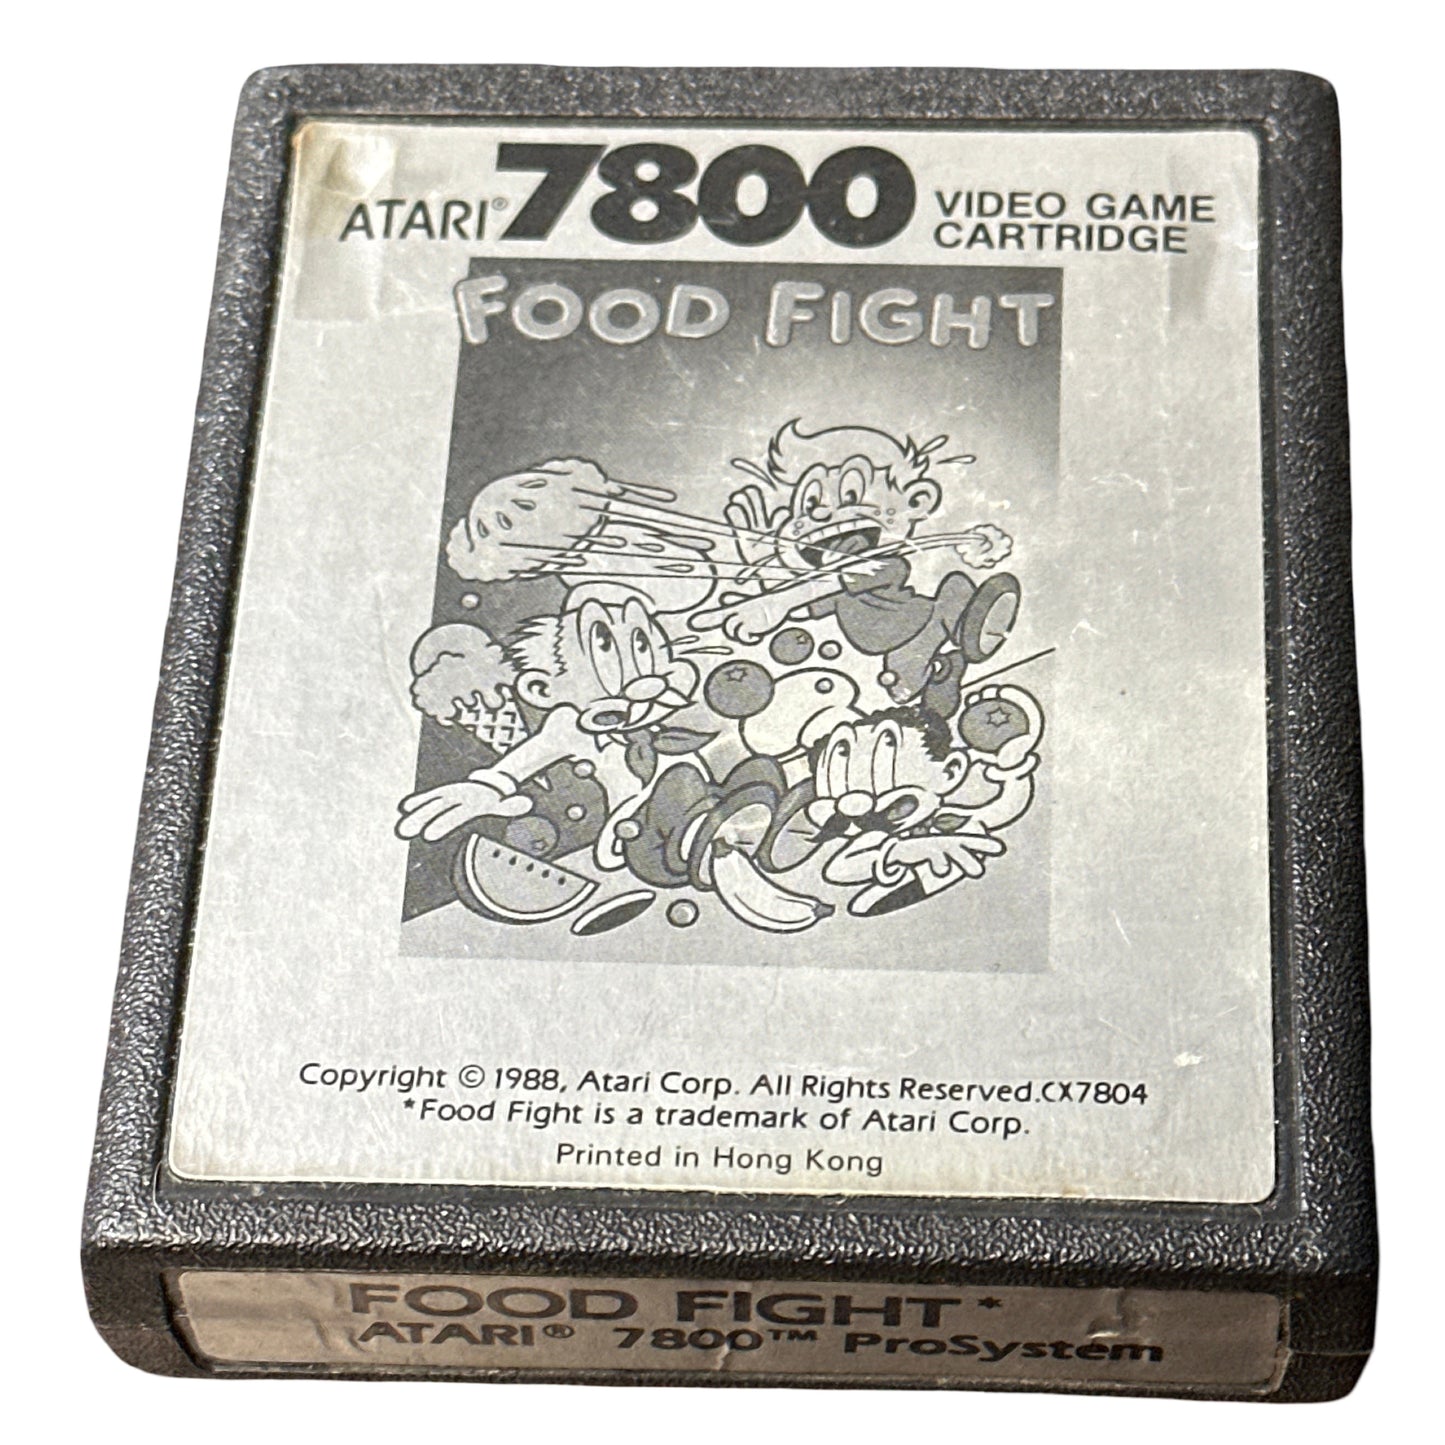 ATARI® 7800 VIDEO GAME
CARTRIDGE
FOOD FIGHT
Copyright © 1988, Atari Corp. All Rights Reserved.CX7804
*Food Fight is a trademark of Atari Corp.
Printed in Hong Kong
FOOD FIGHT*
ATARI® 7800™ ProSystem